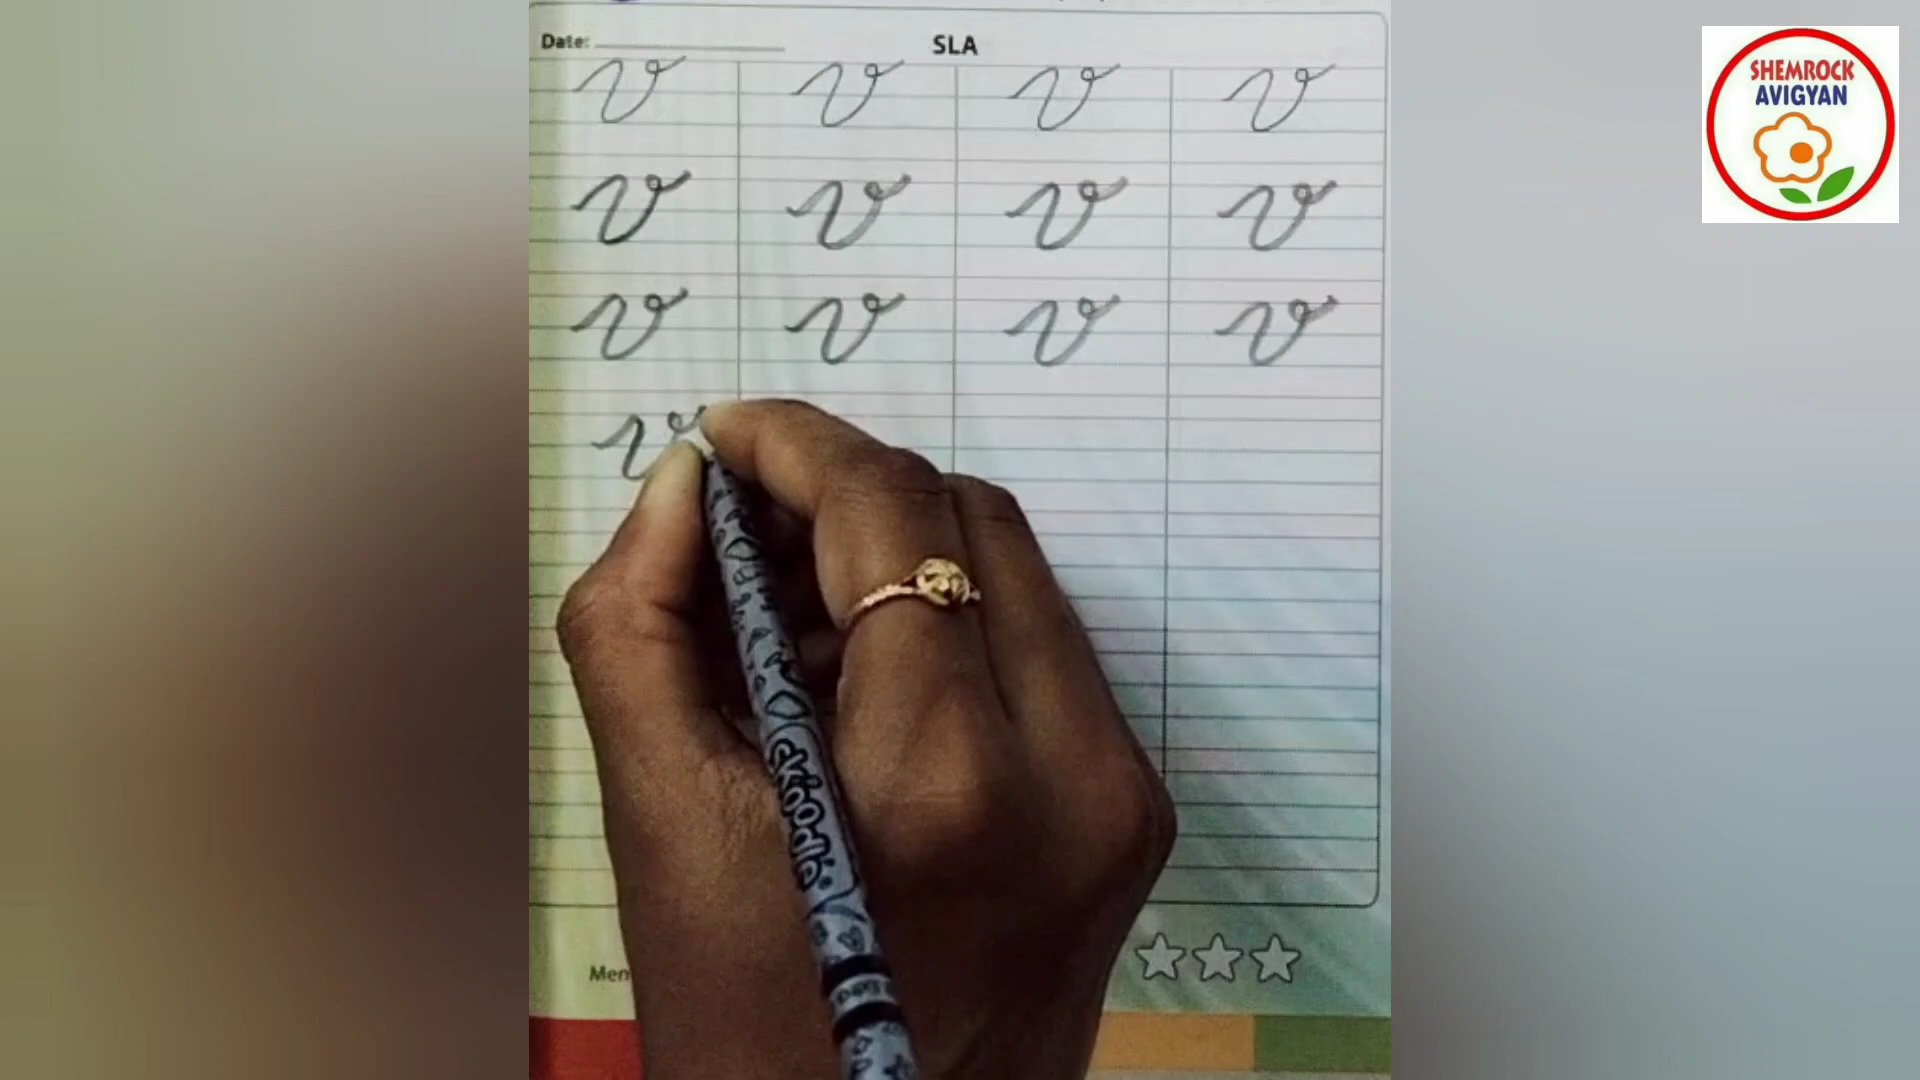 Date: SLA
v v v v
v v v v
v v v v
v
SHEMROCK
AVIGYAN